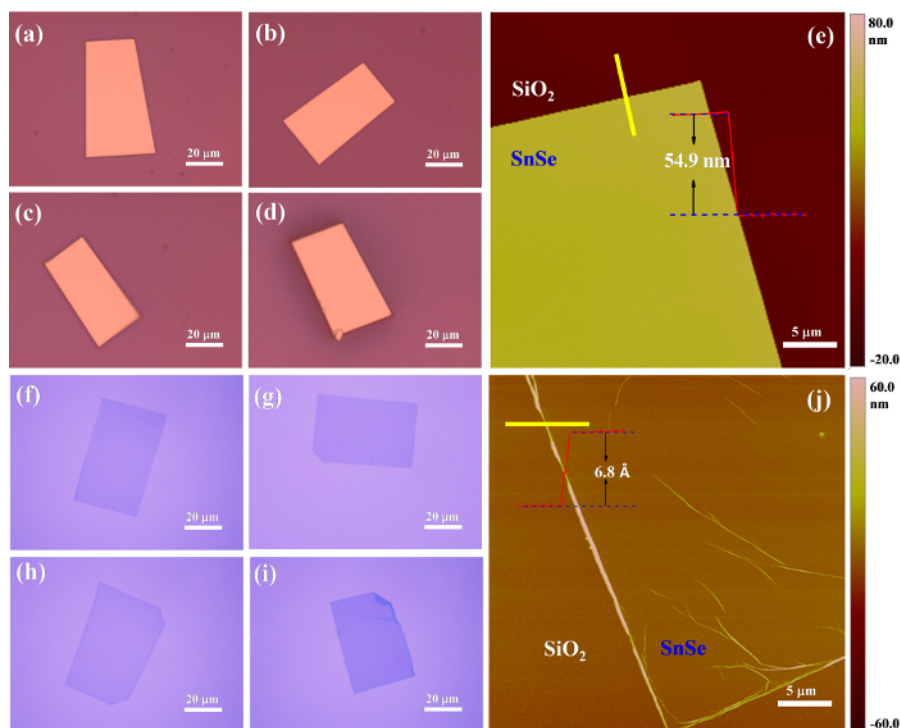 (a)
20 μm
(b)
20 μm
(c)
20 μm
(d)
20 μm
(e)
SiO2
SnSe
54.9 nm
5 μm
80.0
nm
-20.0
(f)
20 μm
(g)
20 μm
(h)
20 μm
(i)
20 μm
(j)
6.8 Å
SiO2
SnSe
5 μm
60.0
nm
-60.0